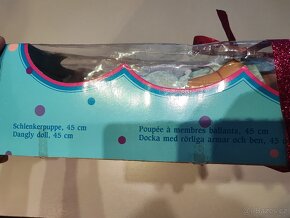 Schlenkerpuppe, 45 cm
Dangly doll, 45 cm
Poupée à membres ballants, 45 cm
Docka med rörliga armar och ben, 45